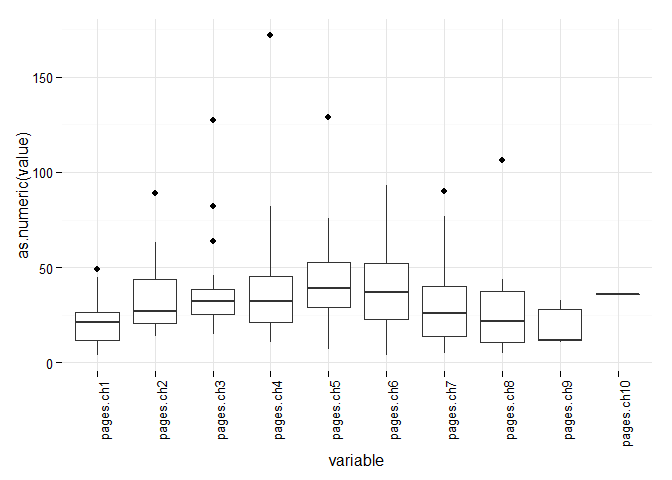 as.numeric(value)
150
100
50
0
pages.ch1
pages.ch2
pages.ch3
pages.ch4
pages.ch5
pages.ch6
pages.ch7
pages.ch8
pages.ch9
pages.ch10
variable